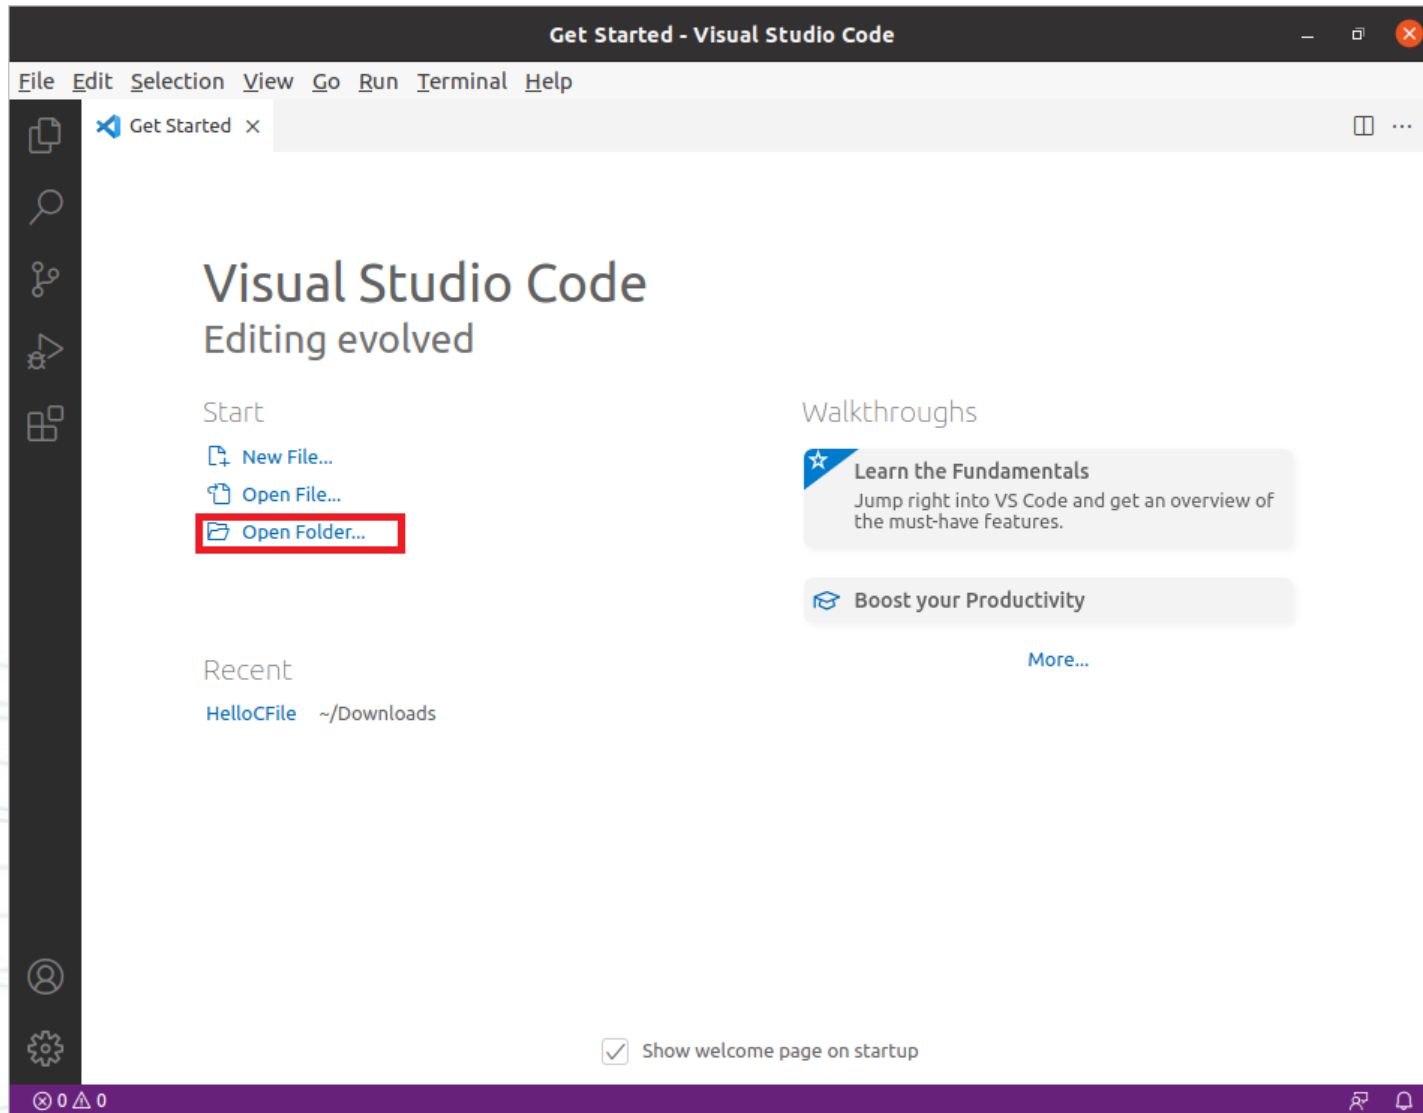 Get Started - Visual Studio Code
File Edit Selection View Go Run Terminal Help
Get Started
Visual Studio Code
Editing evolved
Start
New File...
Open File...
Open Folder...
Recent
HelloCFile ~/Downloads
Walkthroughs
Learn the Fundamentals
Jump right into VS Code and get an overview of
the must-have features.
Boost your Productivity
More...
Show welcome page on startup
0 0